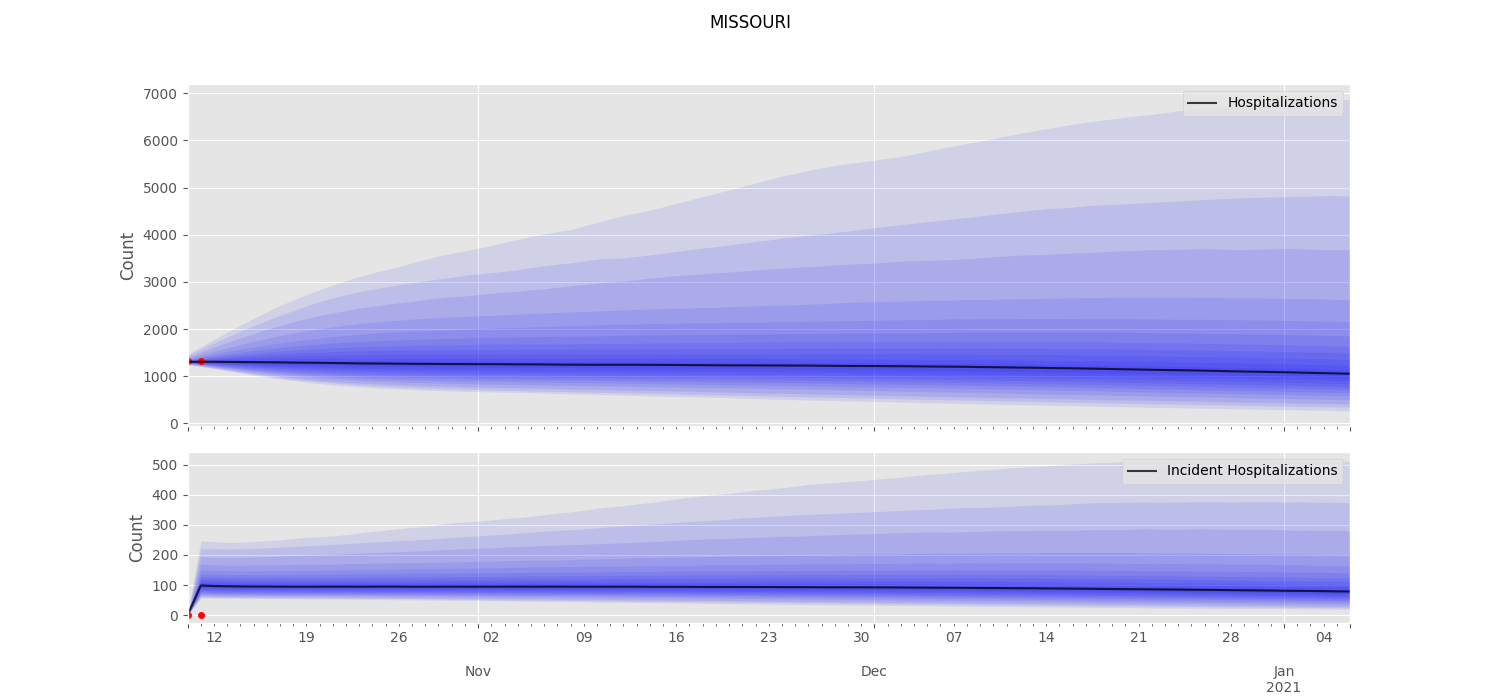 MISSOURI
Hospitalizations
7000
6000
5000
4000
3000
2000
1000
0
Count
Incident Hospitalizations
500
400
300
200
100
0
Count
12 19 26 02 09 16 23 30 07 14 21 28 04
Nov Dec Jan
2021